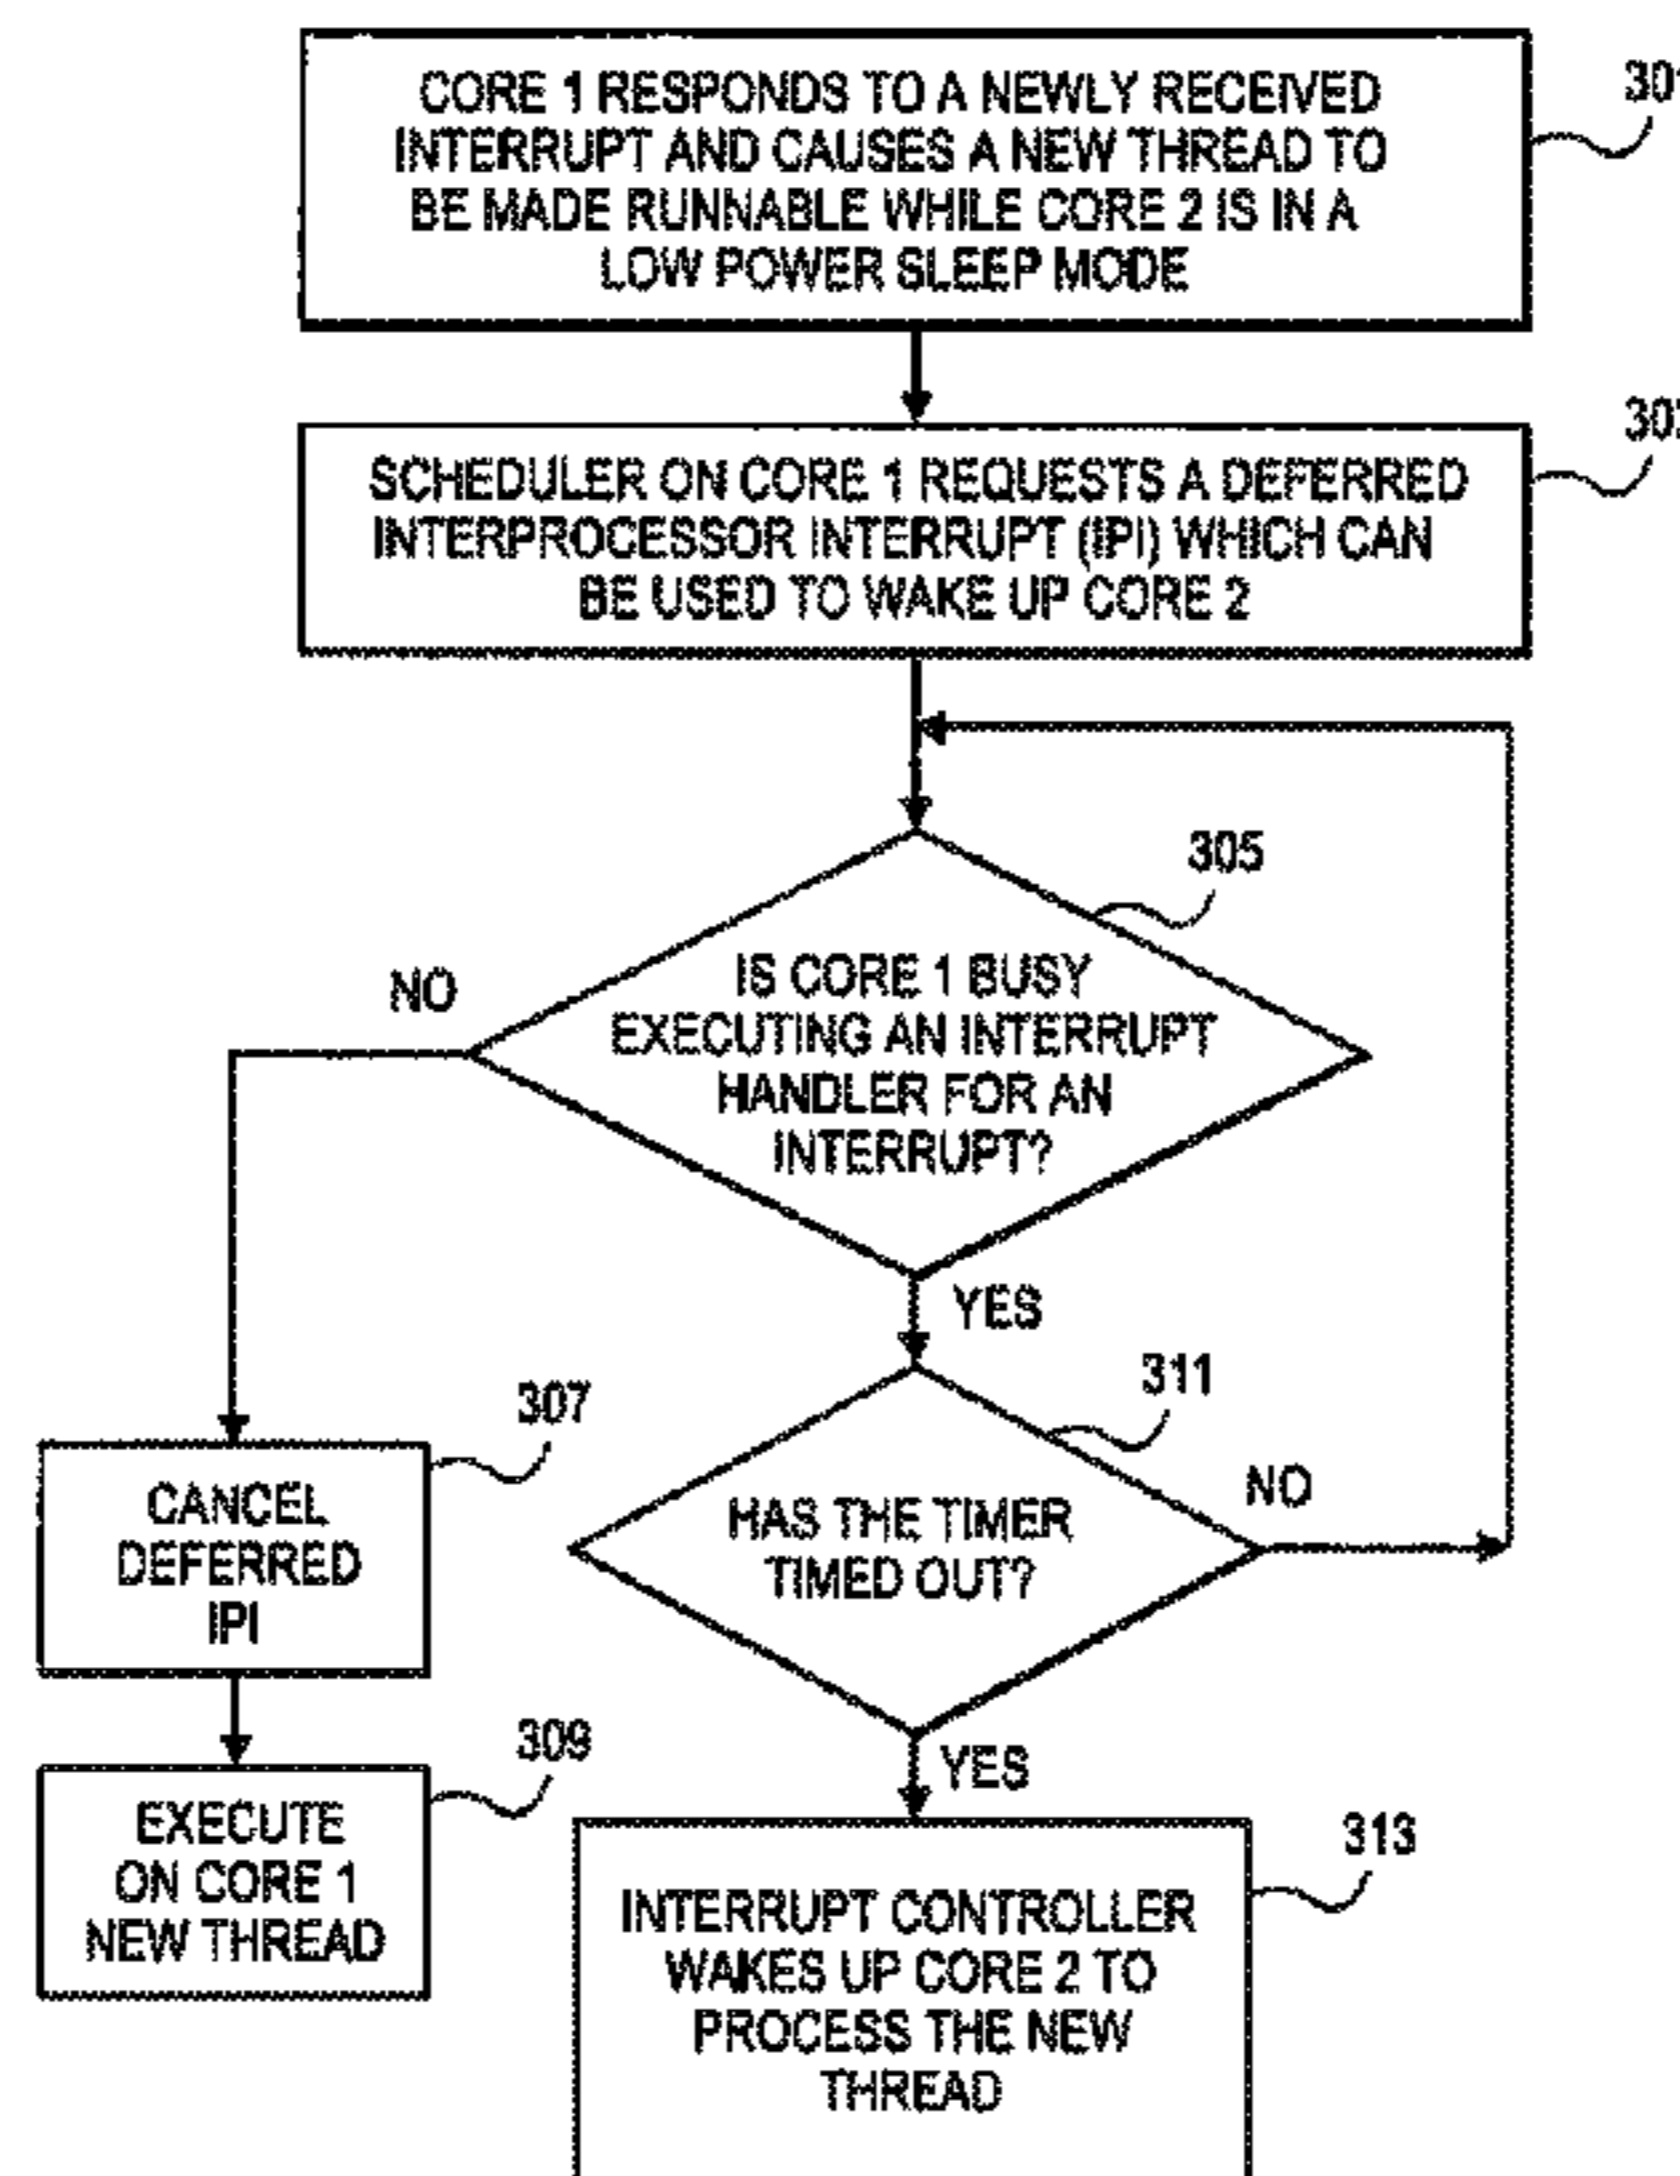 CORE 1 RESPONDS TO A NEWLY RECEIVED
INTERRUPT AND CAUSES A NEW THREAD TO
BE MADE RUNNABLE WHILE CORE 2 IS IN A
LOW POWER SLEEP MODE
SCHEDULER ON CORE 1 REQUESTS A DEFERRED
INTERPROCESSOR INTERRUPT (IPI) WHICH CAN
BE USED TO WAKE UP CORE 2
305
IS CORE 1 BUSY
EXECUTING AN INTERRUPT
HANDLER FOR AN
INTERRUPT?
NO
YES
311
HAS THE TIMER
TIMED OUT?
NO
YES
307
CANCEL
DEFERRED
IPI
309
EXECUTE
ON CORE 1
NEW THREAD
313
INTERRUPT CONTROLLER
WAKES UP CORE 2 TO
PROCESS THE NEW
THREAD